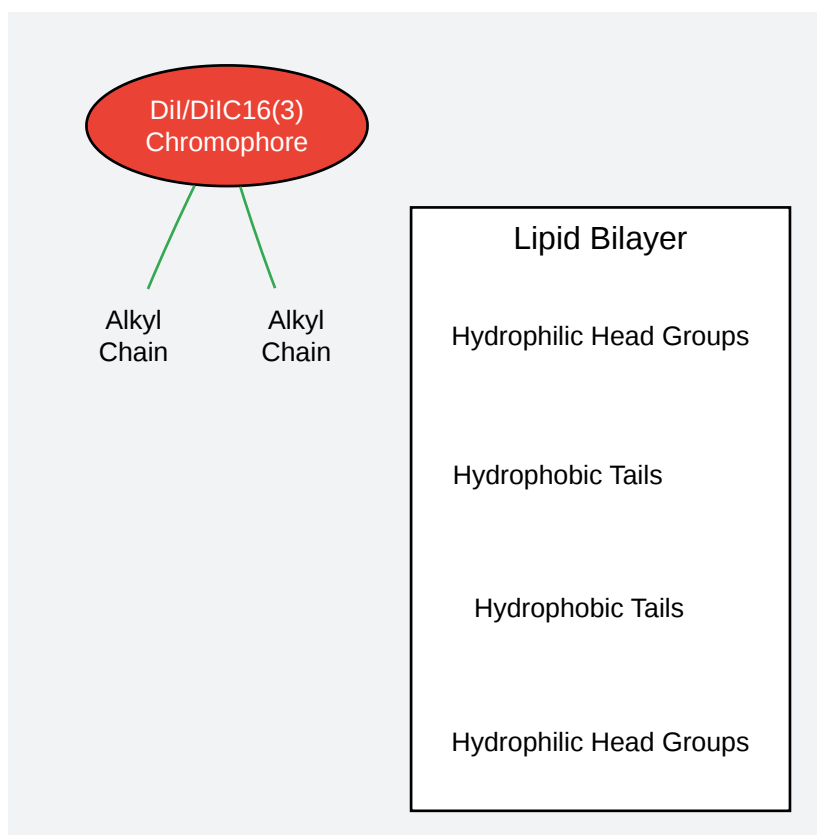 DiI/DiIC16(3)
Chromophore
Alkyl
Chain
Alkyl
Chain
Lipid Bilayer
Hydrophilic Head Groups
Hydrophobic Tails
Hydrophobic Tails
Hydrophilic Head Groups